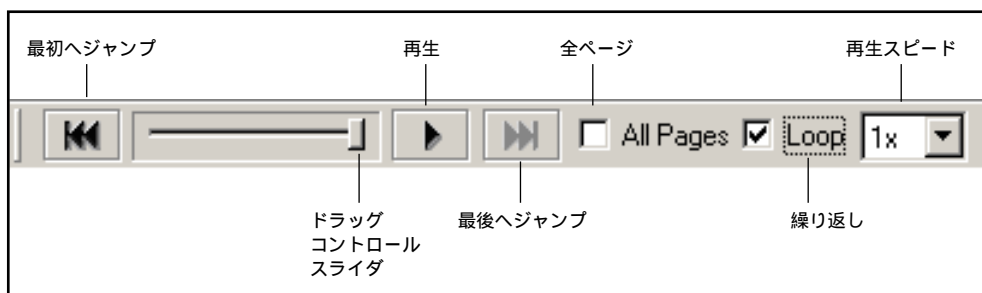 最初へジャンプ
再生
全ページ
再生スピード
All Pages
Loop
1x
ドラッグ
コントロール
スライダ
最後へジャンプ
繰り返し